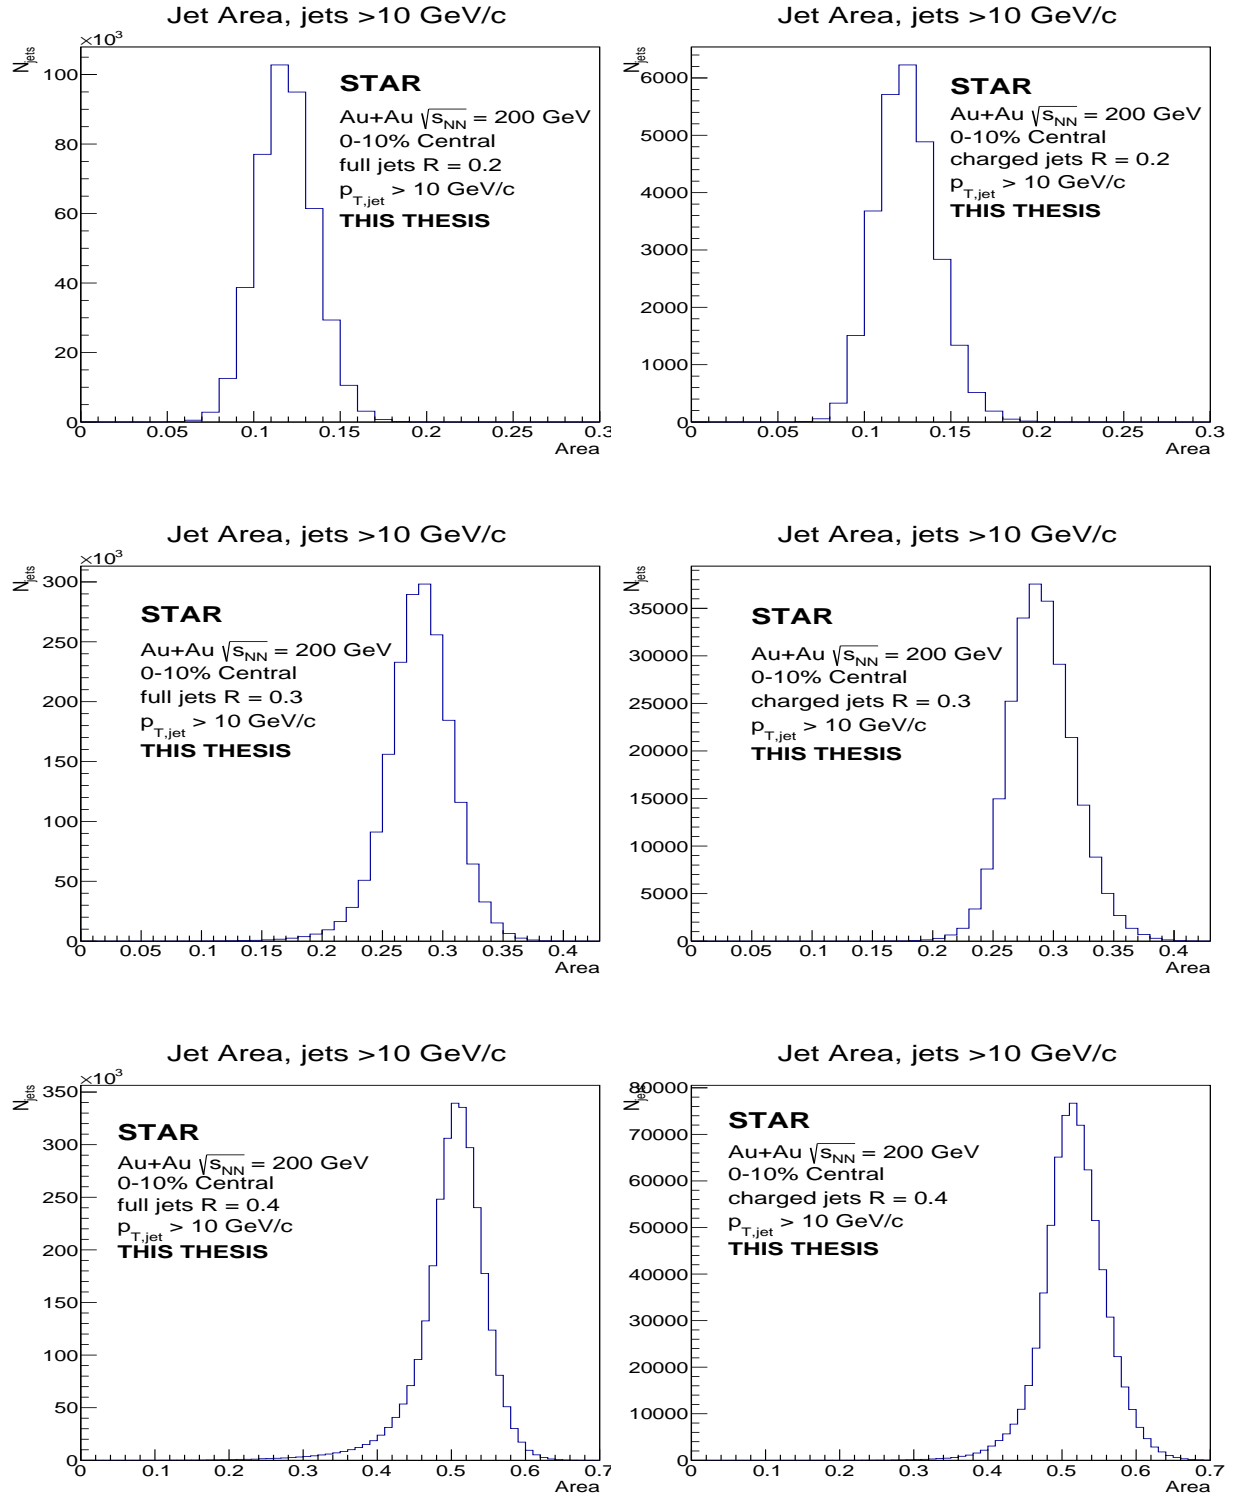 Jet Area, jets >10 GeV/c
×10³
N_jets
STAR
Au+Au √s_NN = 200 GeV
0-10% Central
full jets R = 0.2
p_T,jet > 10 GeV/c
THIS THESIS
100
80
60
40
20
0
0 0.05 0.1 0.15 0.2 0.25 0.3
Area
Jet Area, jets >10 GeV/c
N_jets
STAR
Au+Au √s_NN = 200 GeV
0-10% Central
charged jets R = 0.2
p_T,jet > 10 GeV/c
THIS THESIS
6000
5000
4000
3000
2000
1000
0
0 0.05 0.1 0.15 0.2 0.25 0.3
Area
Jet Area, jets >10 GeV/c
×10³
N_jets
STAR
Au+Au √s_NN = 200 GeV
0-10% Central
full jets R = 0.3
p_T,jet > 10 GeV/c
THIS THESIS
300
250
200
150
100
50
0
0 0.05 0.1 0.15 0.2 0.25 0.3 0.35 0.4
Area
Jet Area, jets >10 GeV/c
N_jets
STAR
Au+Au √s_NN = 200 GeV
0-10% Central
charged jets R = 0.3
p_T,jet > 10 GeV/c
THIS THESIS
35000
30000
25000
20000
15000
10000
5000
0
0 0.05 0.1 0.15 0.2 0.25 0.3 0.35 0.4
Area
Jet Area, jets >10 GeV/c
×10³
N_jets
STAR
Au+Au √s_NN = 200 GeV
0-10% Central
full jets R = 0.4
p_T,jet > 10 GeV/c
THIS THESIS
350
300
250
200
150
100
50
0
0 0.1 0.2 0.3 0.4 0.5 0.6 0.7
Area
Jet Area, jets >10 GeV/c
N_jets
STAR
Au+Au √s_NN = 200 GeV
0-10% Central
charged jets R = 0.4
p_T,jet > 10 GeV/c
THIS THESIS
80000
70000
60000
50000
40000
30000
20000
10000
0
0 0.1 0.2 0.3 0.4 0.5 0.6 0.7
Area